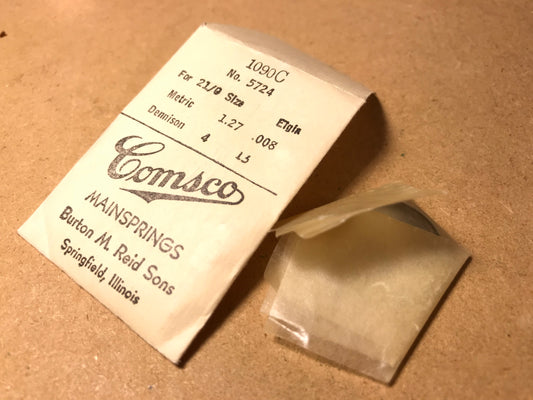 1090C
No. 5724
For 21/0 Size Elgin
Metric 1.27 .008
Dennison 4 13
Comsco
MAINSPRINGS
Burton M. Reid Sons
Springfield, Illinois